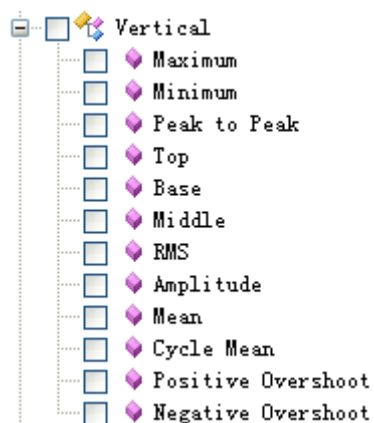 Vertical
Maximum
Minimum
Peak to Peak
Top
Base
Middle
RMS
Amplitude
Mean
Cycle Mean
Positive Overshoot
Negative Overshoot